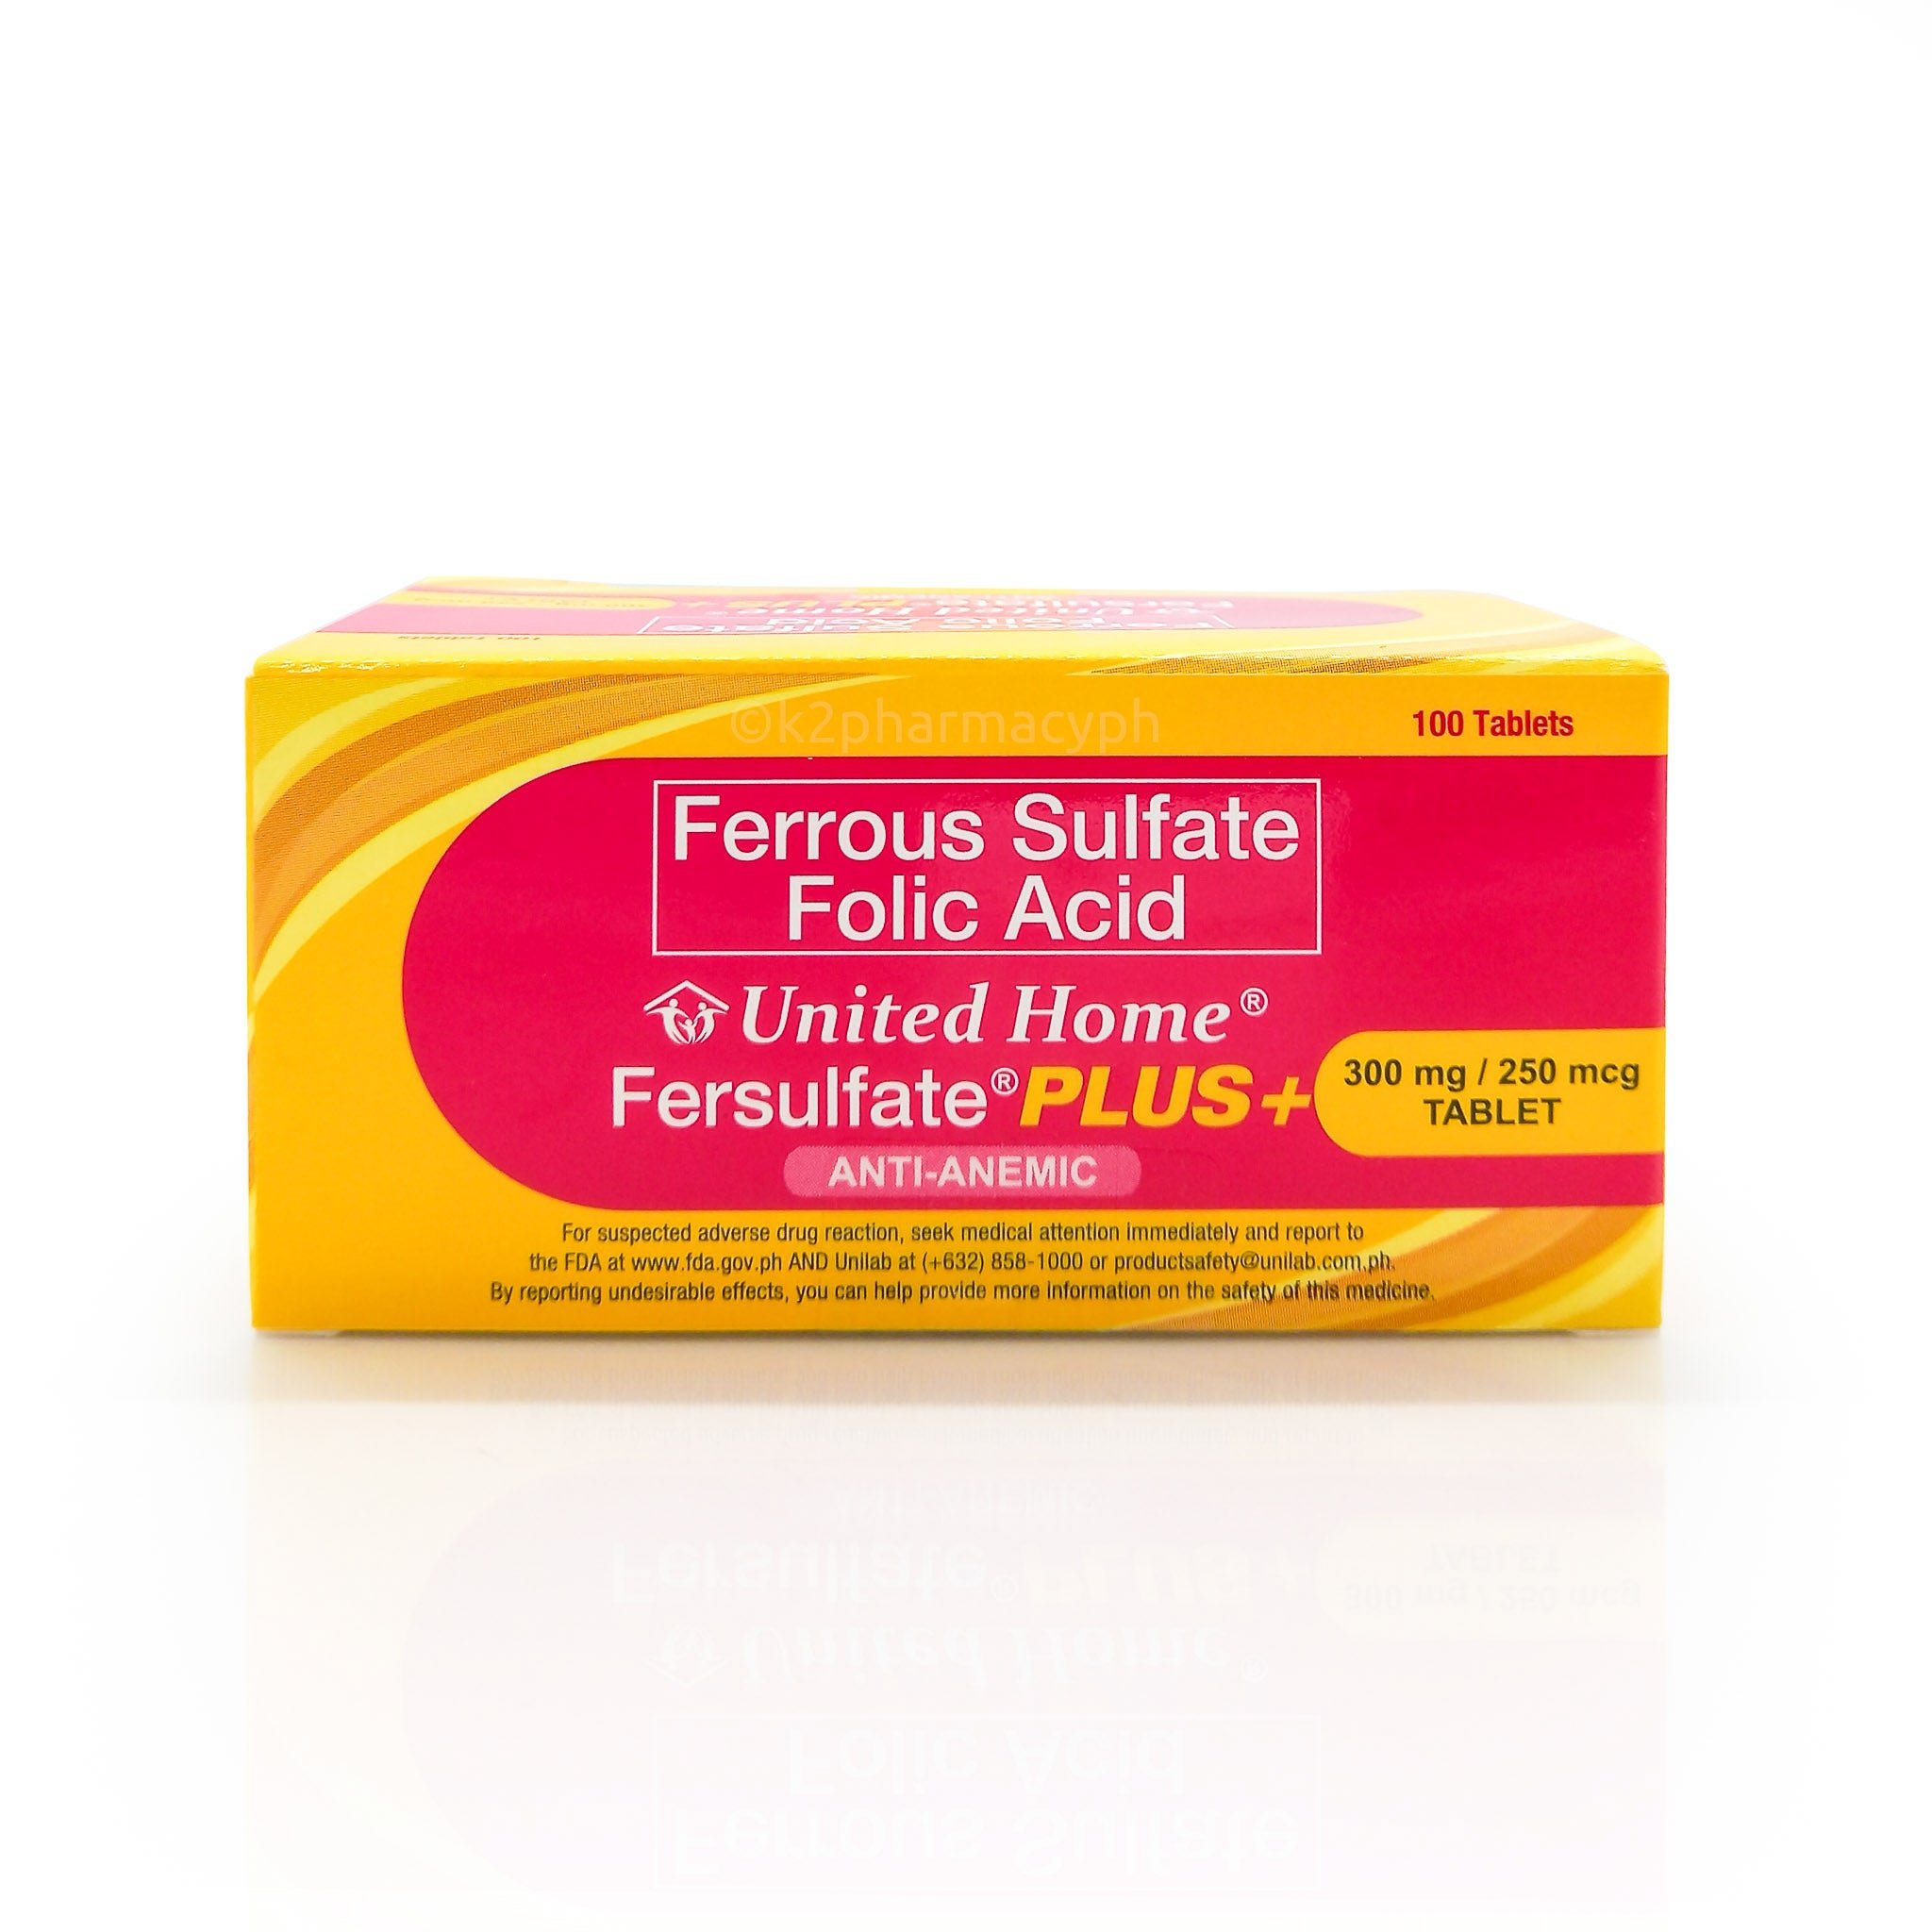 ©k2pharmacyph
100 Tablets
Ferrous Sulfate
Folic Acid
United Home®
Fersulfate® PLUS+
300 mg / 250 mcg
TABLET
ANTI-ANEMIC
For suspected adverse drug reaction, seek medical attention immediately and report to
the FDA at www.fda.gov.ph AND Unilab at (+632) 858-1000 or productsafety@unilab.com.ph.
By reporting undesirable effects, you can help provide more information on the safety of this medicine.